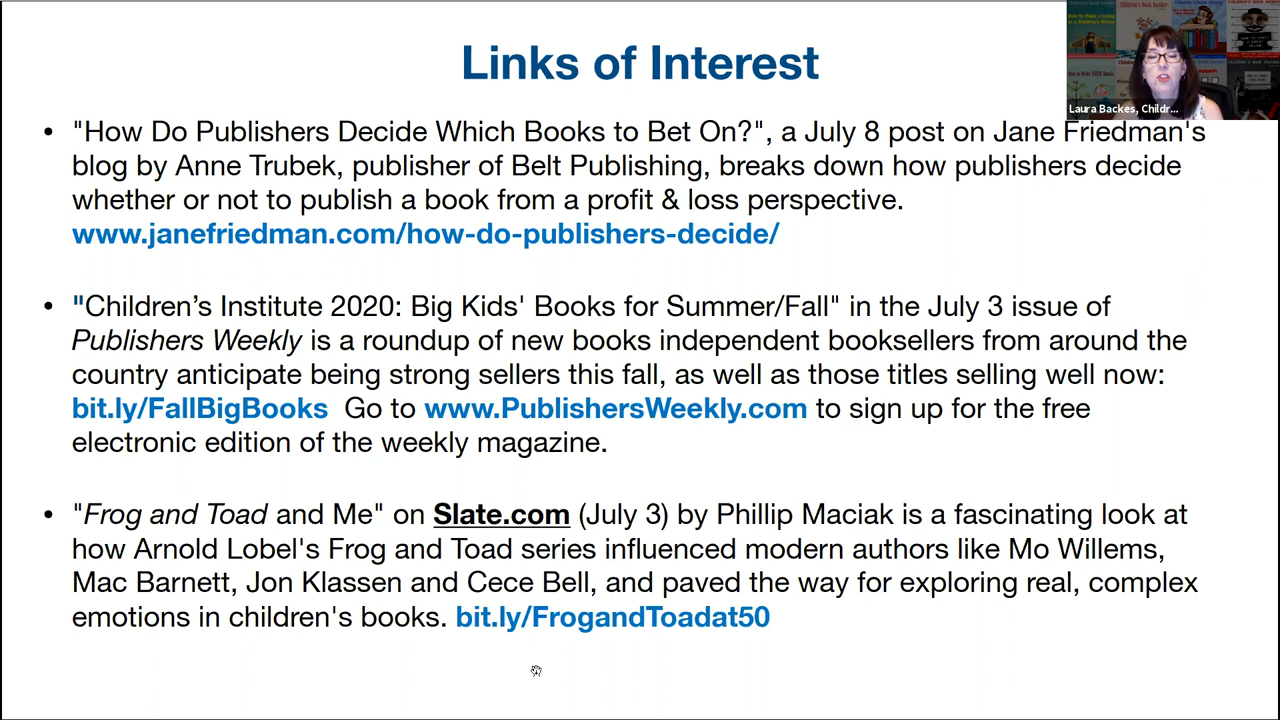 Links of Interest
Laura Backes, Childr...
• "How Do Publishers Decide Which Books to Bet On?", a July 8 post on Jane Friedman's
blog by Anne Trubek, publisher of Belt Publishing, breaks down how publishers decide
whether or not to publish a book from a profit & loss perspective.
www.janefriedman.com/how-do-publishers-decide/
• "Children’s Institute 2020: Big Kids' Books for Summer/Fall" in the July 3 issue of
Publishers Weekly is a roundup of new books independent booksellers from around the
country anticipate being strong sellers this fall, as well as those titles selling well now:
bit.ly/FallBigBooks Go to www.PublishersWeekly.com to sign up for the free
electronic edition of the weekly magazine.
• "Frog and Toad and Me" on Slate.com (July 3) by Phillip Maciak is a fascinating look at
how Arnold Lobel's Frog and Toad series influenced modern authors like Mo Willems,
Mac Barnett, Jon Klassen and Cece Bell, and paved the way for exploring real, complex
emotions in children's books. bit.ly/FrogandToadat50